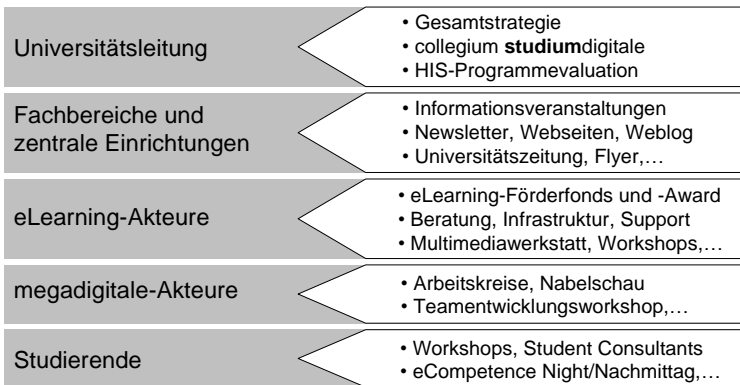 Universitätsleitung
• Gesamtstrategie
• collegium studiumdigitale
• HIS-Programmevaluation
Fachbereiche und
zentrale Einrichtungen
• Informationsveranstaltungen
• Newsletter, Webseiten, Weblog
• Universitätszeitung, Flyer,…
eLearning-Akteure
• eLearning-Förderfonds und -Award
• Beratung, Infrastruktur, Support
• Multimediawerkstatt, Workshops,…
megadigitale-Akteure
• Arbeitskreise, Nabelschau
• Teamentwicklungsworkshop,…
Studierende
• Workshops, Student Consultants
• eCompetence Night/Nachmittag,…